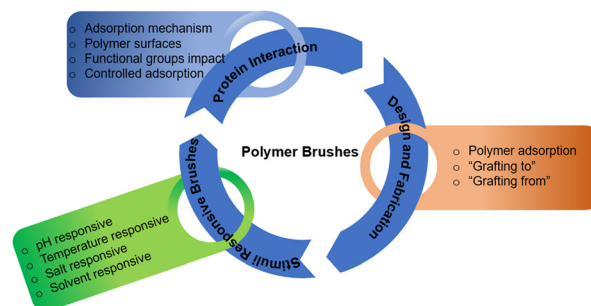 o Adsorption mechanism
o Polymer surfaces
o Functional groups impact
o Controlled adsorption
Protein Interaction
Design and Fabrication
Polymer Brushes
o Polymer adsorption
o “Grafting to”
o “Grafting from”
Stimuli Responsive Brushes
o pH responsive
o Temperature responsive
o Salt responsive
o Solvent responsive